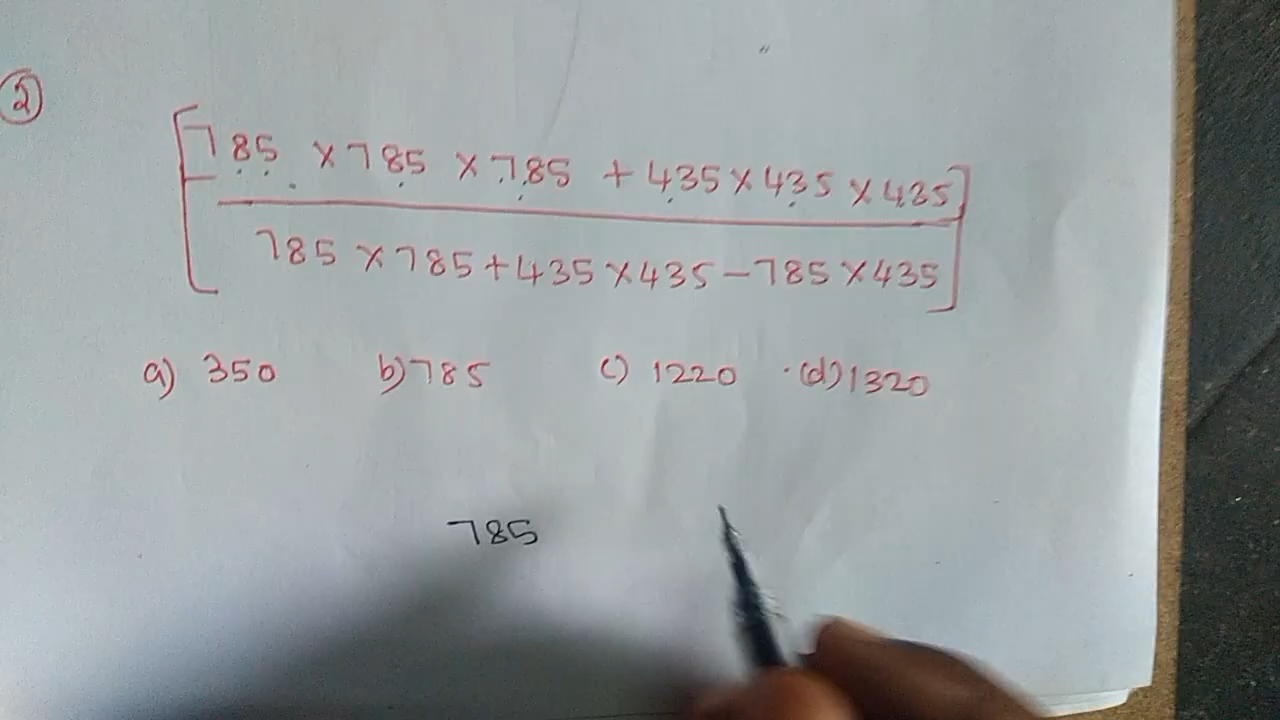 2
785 × 785 × 785 + 435 × 435 × 435
785 × 785 + 435 × 435 − 785 × 435
a) 350 b) 785 c) 1220 (d) 1320
785